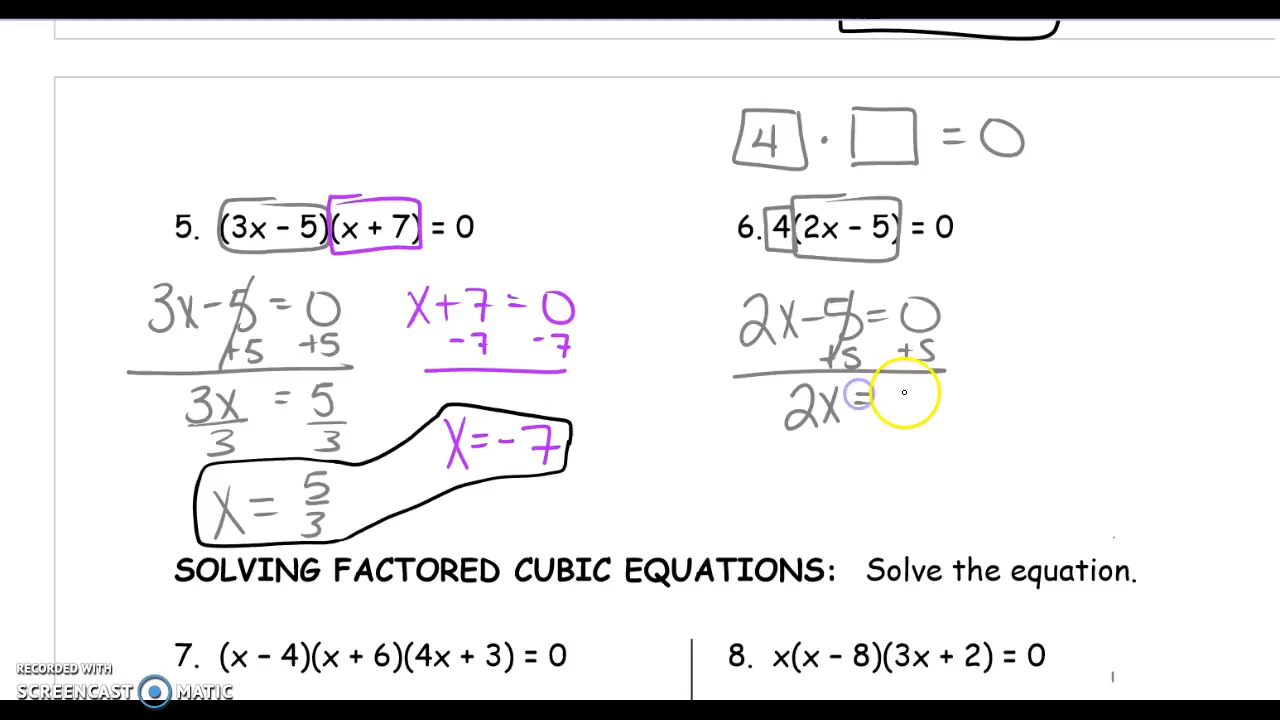 4 · = 0
5. (3x – 5)(x + 7) = 0
3x – 5 = 0
+5 +5
3x = 5
3 3
x = 5
3
x + 7 = 0
-7 -7
x = -7
6. 4(2x – 5) = 0
2x – 5 = 0
+5 +5
2x =
SOLVING FACTORED CUBIC EQUATIONS: Solve the equation.
7. (x – 4)(x + 6)(4x + 3) = 0
8. x(x – 8)(3x + 2) = 0
RECORDED WITH
SCREENCAST MATIC